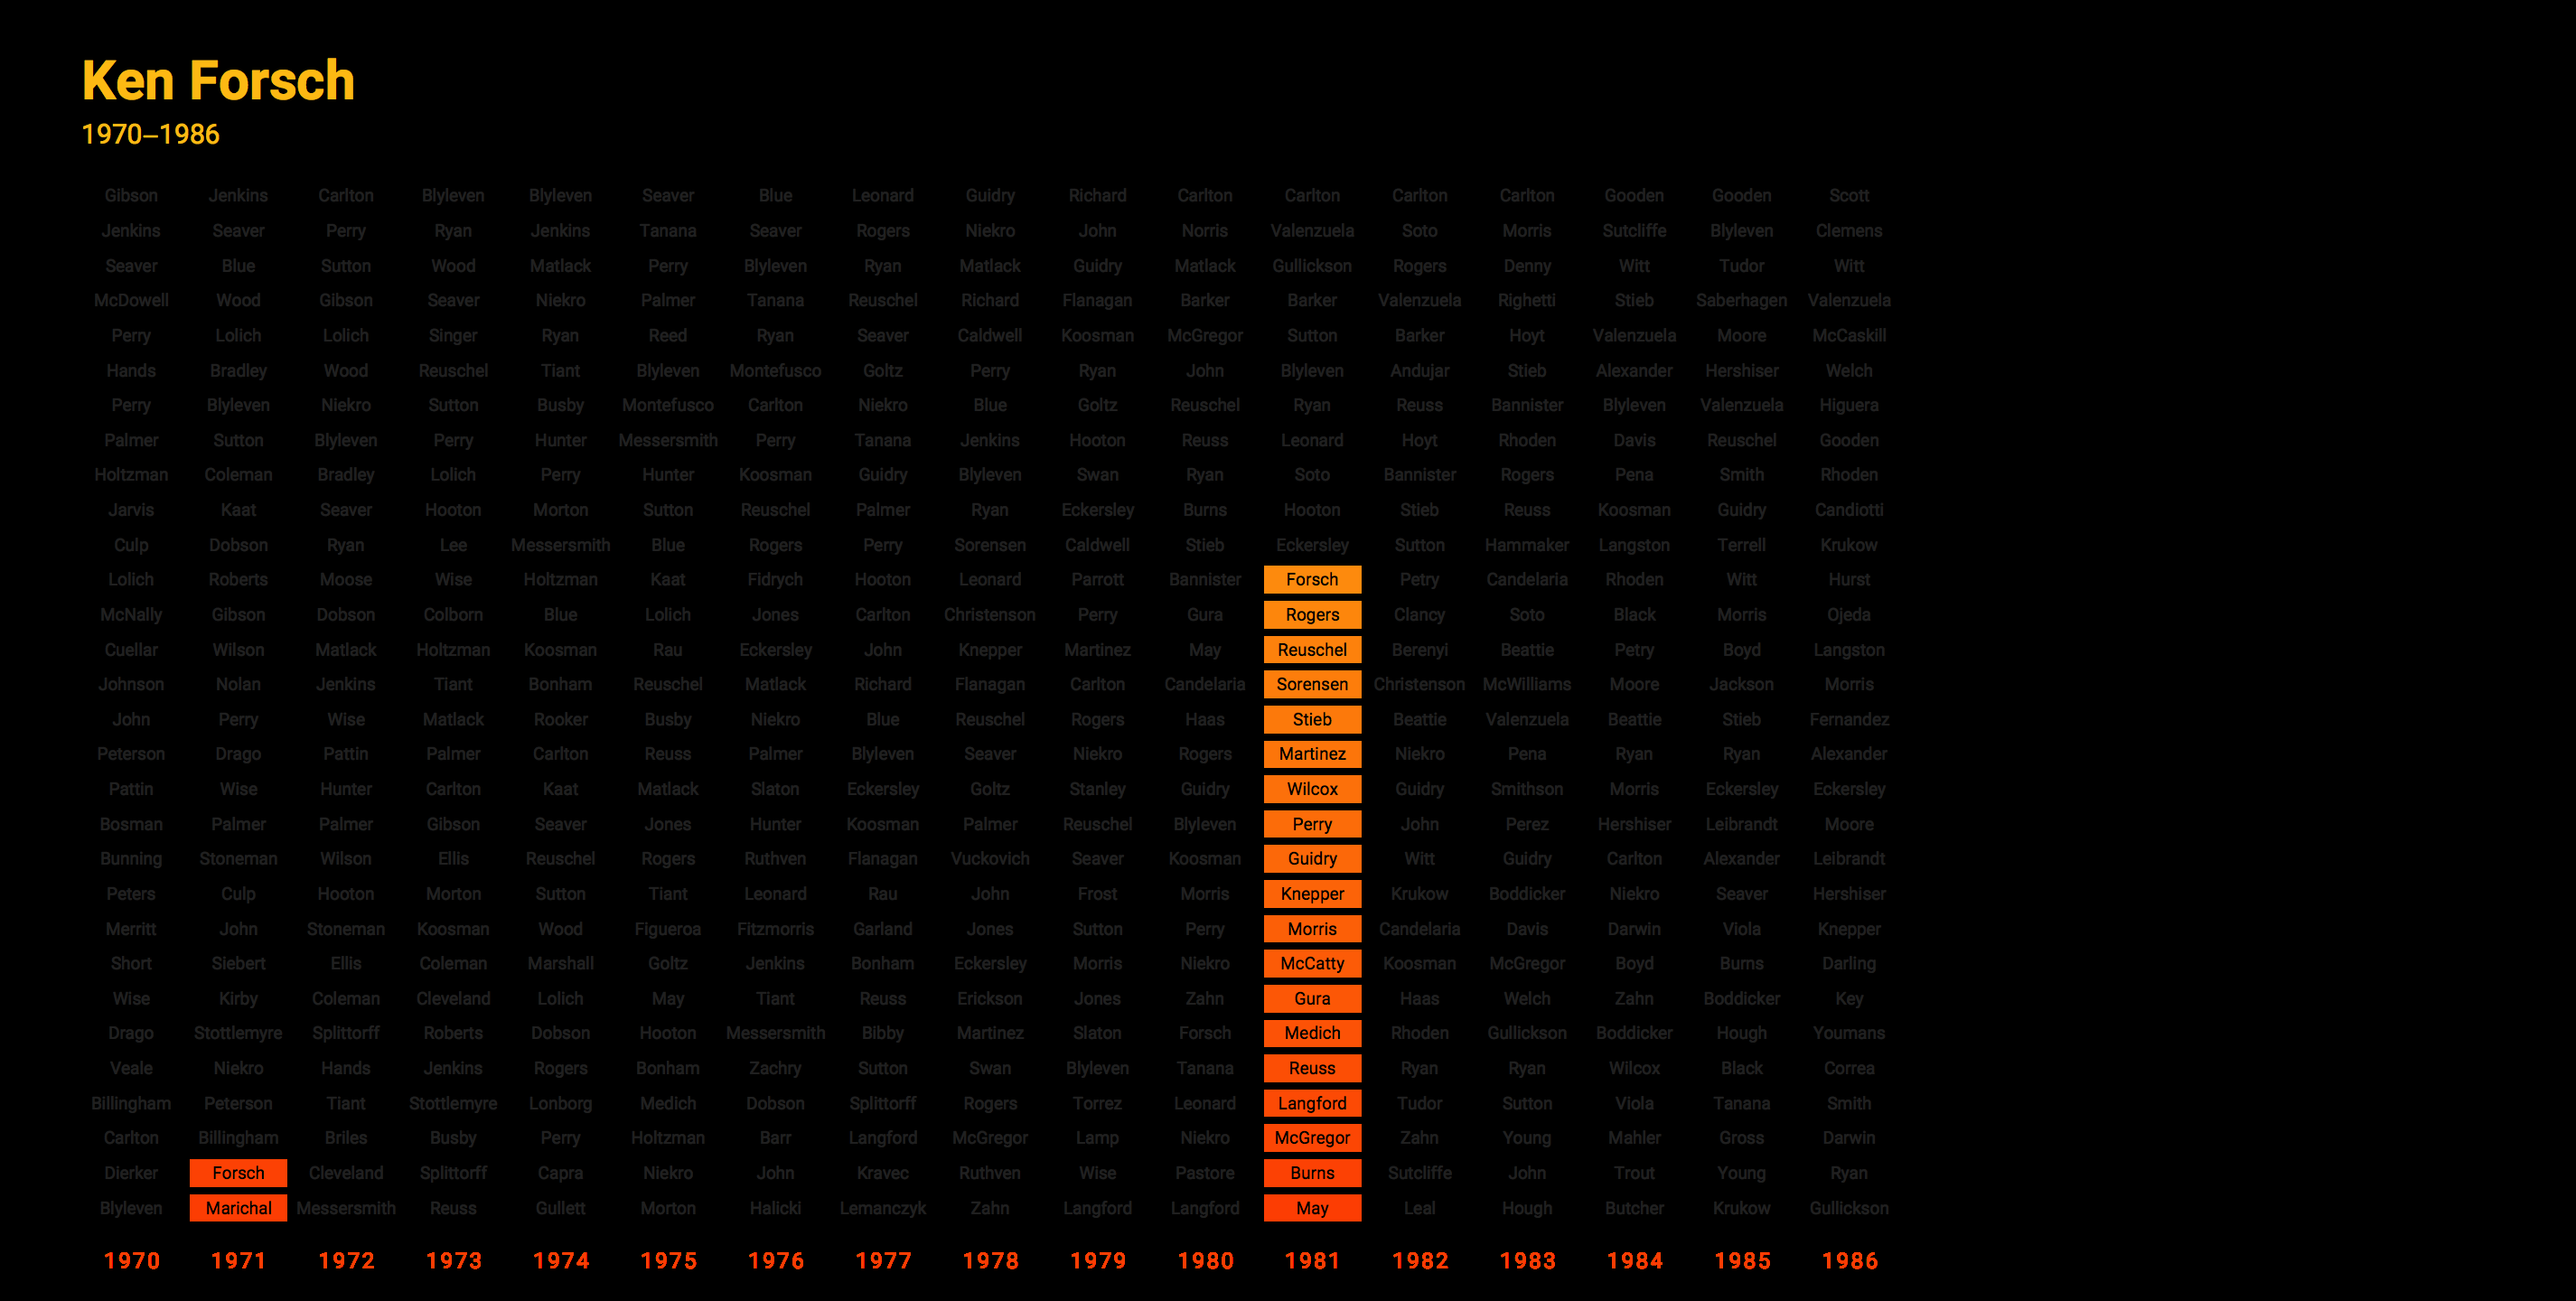 Ken Forsch
1970–1986
Gibson Jenkins Carlton Blyleven Blyleven Seaver Blue Leonard Guidry Richard Carlton Carlton Carlton Carlton Gooden Gooden Scott
Jenkins Seaver Perry Ryan Jenkins Tanana Seaver Rogers Niekro John Norris Valenzuela Soto Morris Sutcliffe Blyleven Clemens
Seaver Blue Sutton Wood Matlack Perry Blyleven Ryan Matlack Guidry Matlack Gullickson Rogers Denny Witt Tudor Witt
McDowell Wood Gibson Seaver Niekro Palmer Tanana Reuschel Richard Flanagan Barker Barker Valenzuela Righetti Stieb Saberhagen Valenzuela
Perry Lolich Lolich Singer Ryan Reed Ryan Seaver Caldwell Koosman McGregor Sutton Barker Hoyt Valenzuela Moore McCaskill
Hands Bradley Wood Reuschel Tiant Blyleven Montefusco Goltz Perry Ryan John Blyleven Andujar Stieb Alexander Hershiser Welch
Perry Blyleven Niekro Sutton Busby Montefusco Carlton Niekro Blue Goltz Reuschel Ryan Reuss Bannister Blyleven Valenzuela Higuera
Palmer Sutton Blyleven Perry Hunter Messersmith Perry Tanana Jenkins Hooton Reuss Leonard Hoyt Rhoden Davis Reuschel Gooden
Holtzman Coleman Bradley Lolich Perry Hunter Koosman Guidry Blyleven Swan Ryan Soto Bannister Rogers Pena Smith Rhoden
Jarvis Kaat Seaver Hooton Morton Sutton Reuschel Palmer Ryan Eckersley Burns Hooton Stieb Reuss Koosman Guidry Candiotti
Culp Dobson Ryan Lee Messersmith Blue Rogers Perry Sorensen Caldwell Stieb Eckersley Sutton Hammaker Langston Terrell Krukow
Lolich Roberts Moose Wise Holtzman Kaat Fidrych Hooton Leonard Parrott Bannister Forsch Petry Candelaria Rhoden Witt Hurst
McNally Gibson Dobson Colborn Blue Lolich Jones Carlton Christenson Perry Gura Rogers Clancy Soto Black Morris Ojeda
Cuellar Wilson Matlack Holtzman Koosman Rau Eckersley John Knepper Martinez May Reuschel Berenyi Beattie Petry Boyd Langston
Johnson Nolan Jenkins Tiant Bonham Reuschel Matlack Richard Flanagan Carlton Candelaria Sorensen Christenson McWilliams Moore Jackson Morris
John Perry Wise Matlack Rooker Busby Niekro Blue Reuschel Rogers Haas Stieb Beattie Valenzuela Beattie Stieb Fernandez
Peterson Drago Pattin Palmer Carlton Reuss Palmer Blyleven Seaver Niekro Rogers Martinez Niekro Pena Ryan Ryan Alexander
Pattin Wise Hunter Carlton Kaat Matlack Slaton Eckersley Goltz Stanley Guidry Wilcox Guidry Smithson Morris Eckersley Eckersley
Bosman Palmer Palmer Gibson Seaver Jones Hunter Koosman Palmer Reuschel Blyleven Perry John Perez Hershiser Leibrandt Moore
Bunning Stoneman Wilson Ellis Reuschel Rogers Ruthven Flanagan Vuckovich Seaver Koosman Guidry Witt Guidry Carlton Alexander Leibrandt
Peters Culp Hooton Morton Sutton Tiant Leonard Rau John Frost Morris Knepper Krukow Boddicker Niekro Seaver Hershiser
Merritt John Stoneman Koosman Wood Figueroa Fitzmorris Garland Jones Sutton Perry Morris Candelaria Davis Darwin Viola Knepper
Short Siebert Ellis Coleman Marshall Goltz Jenkins Bonham Eckersley Morris Niekro McCatty Koosman McGregor Boyd Burns Darling
Wise Kirby Coleman Cleveland Lolich May Tiant Reuss Erickson Jones Zahn Gura Haas Welch Zahn Boddicker Key
Drago Stottlemyre Splittorff Roberts Dobson Hooton Messersmith Bibby Martinez Slaton Forsch Medich Rhoden Gullickson Boddicker Hough Youmans
Veale Niekro Hands Jenkins Rogers Bonham Zachry Sutton Swan Blyleven Tanana Reuss Ryan Ryan Wilcox Black Correa
Billingham Peterson Tiant Stottlemyre Lonborg Medich Dobson Splittorff Rogers Torrez Leonard Langford Tudor Sutton Viola Tanana Smith
Carlton Billingham Briles Busby Perry Holtzman Barr Langford McGregor Lamp Niekro McGregor Zahn Young Mahler Gross Darwin
Dierker Forsch Cleveland Splittorff Capra Niekro John Kravec Ruthven Wise Pastore Burns Sutcliffe John Trout Young Ryan
Blyleven Marichal Messersmith Reuss Gullett Morton Halicki Lemanczyk Zahn Langford Langford May Leal Hough Butcher Krukow Gullickson
1970 1971 1972 1973 1974 1975 1976 1977 1978 1979 1980 1981 1982 1983 1984 1985 1986